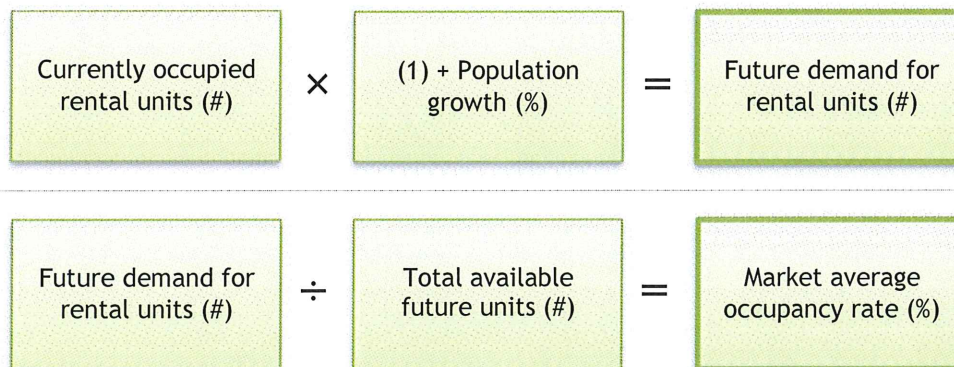 Currently occupied
rental units (#)
×
(1) + Population
growth (%)
=
Future demand for
rental units (#)
Future demand for
rental units (#)
÷
Total available
future units (#)
=
Market average
occupancy rate (%)